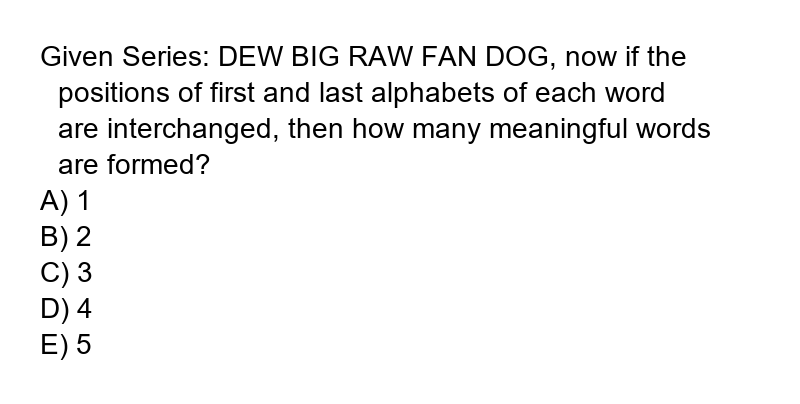 Given Series: DEW BIG RAW FAN DOG, now if the
positions of first and last alphabets of each word
are interchanged, then how many meaningful words
are formed?
A) 1
B) 2
C) 3
D) 4
E) 5